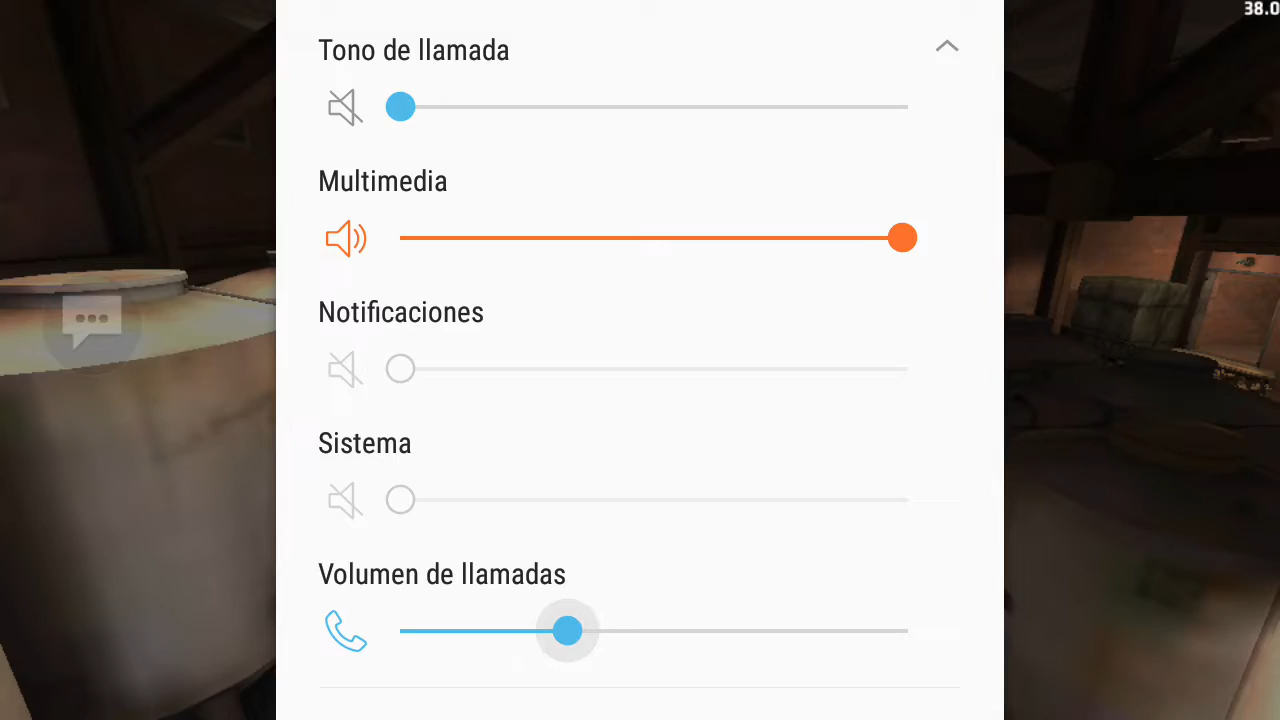 38.0
Tono de llamada
Multimedia
Notificaciones
Sistema
Volumen de llamadas